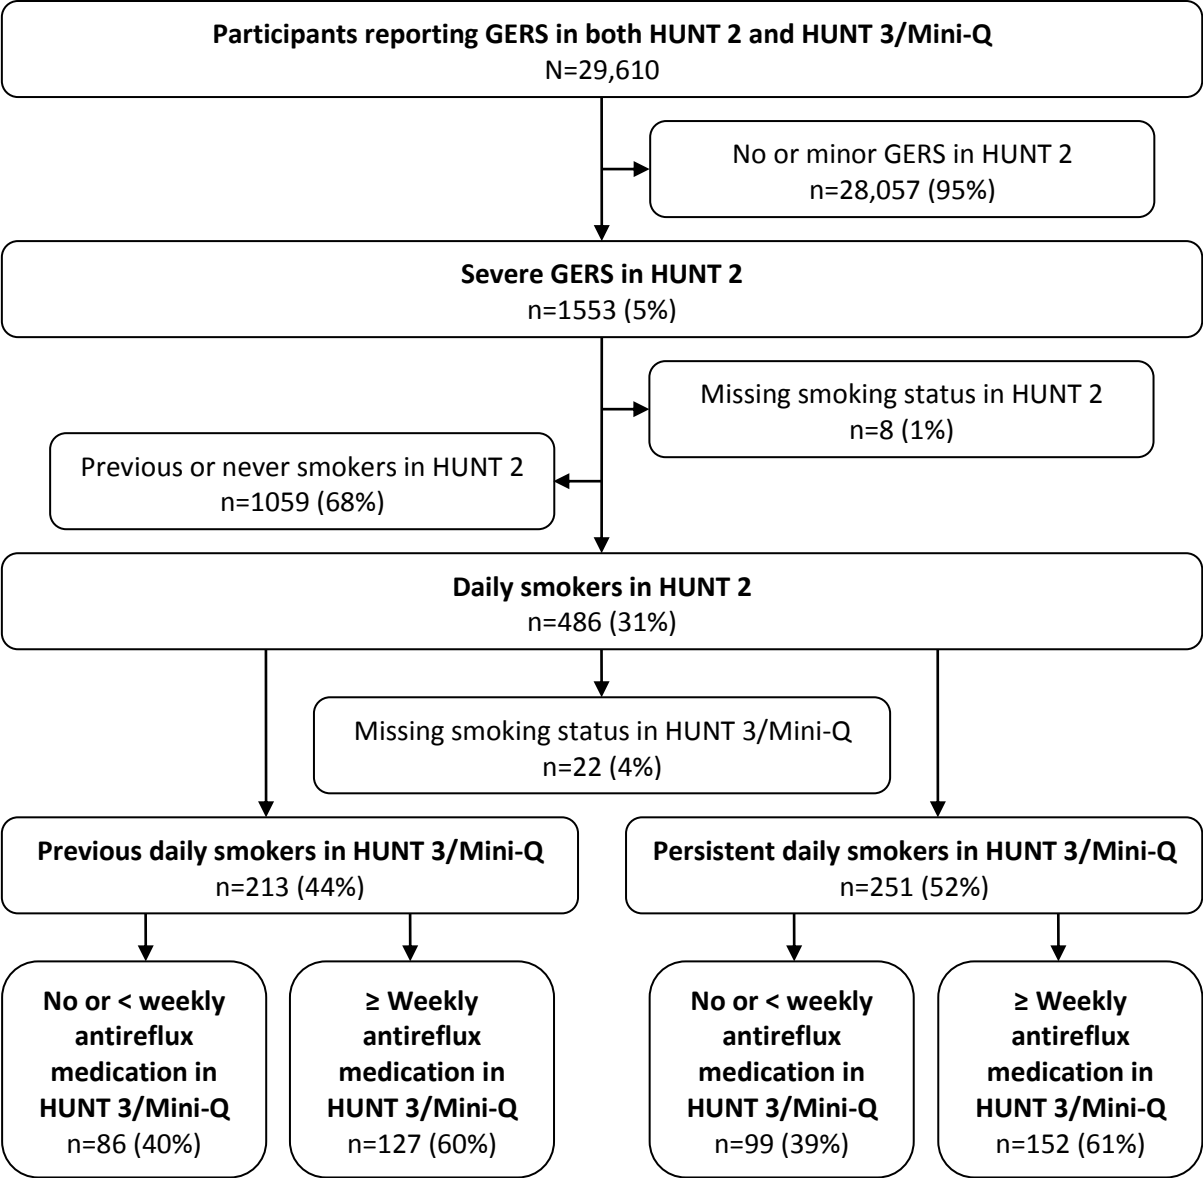 Participants reporting GERS in both HUNT 2 and HUNT 3/Mini-Q
N=29,610
No or minor GERS in HUNT 2
n=28,057 (95%)
Severe GERS in HUNT 2
n=1553 (5%)
Missing smoking status in HUNT 2
n=8 (1%)
Previous or never smokers in HUNT 2
n=1059 (68%)
Daily smokers in HUNT 2
n=486 (31%)
Missing smoking status in HUNT 3/Mini-Q
n=22 (4%)
Previous daily smokers in HUNT 3/Mini-Q
n=213 (44%)
Persistent daily smokers in HUNT 3/Mini-Q
n=251 (52%)
No or < weekly
antireflux
medication in
HUNT 3/Mini-Q
n=86 (40%)
≥ Weekly
antireflux
medication in
HUNT 3/Mini-Q
n=127 (60%)
No or < weekly
antireflux
medication in
HUNT 3/Mini-Q
n=99 (39%)
≥ Weekly
antireflux
medication in
HUNT 3/Mini-Q
n=152 (61%)